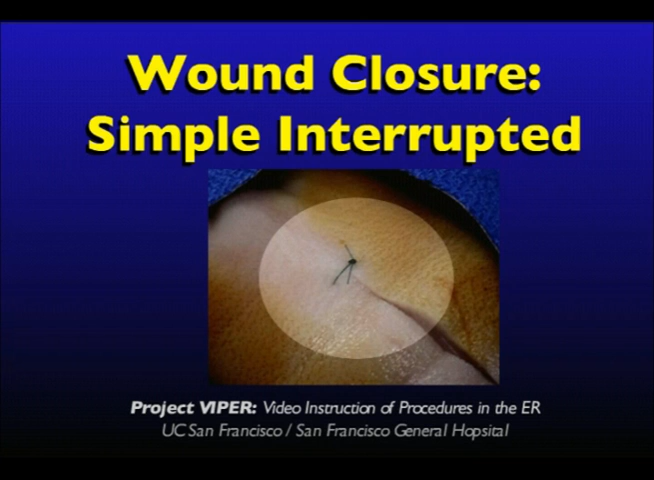 Wound Closure:
Simple Interrupted
Project VIPER: Video Instruction of Procedures in the ER
UC San Francisco / San Francisco General Hopsital